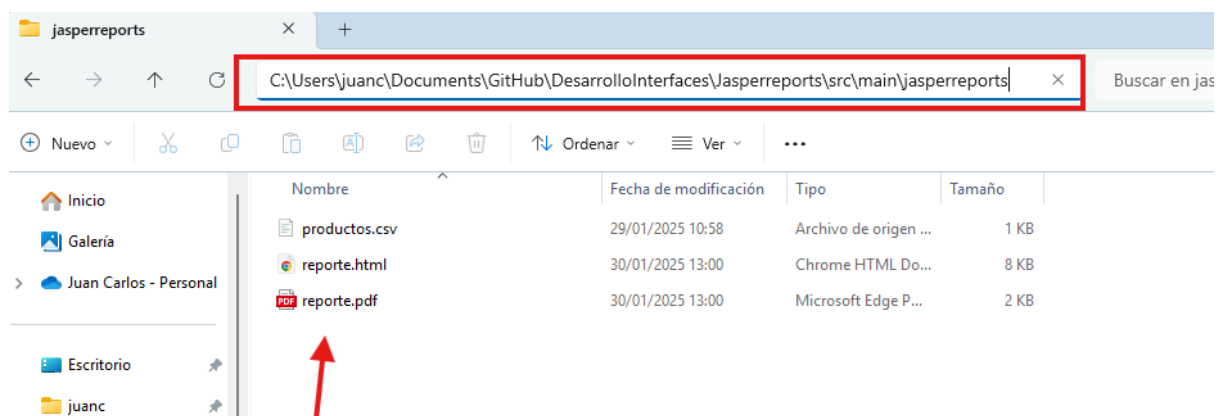 jasperreports
C:\Users\juanc\Documents\GitHub\DesarrolloInterfaces\Jasperreports\src\main\jasperreports
Buscar en jas
Nuevo
Ordenar
Ver
Inicio
Galería
Juan Carlos - Personal
Escritorio
juanc
Nombre Fecha de modificación Tipo Tamaño
productos.csv 29/01/2025 10:58 Archivo de origen ... 1 KB
reporte.html 30/01/2025 13:00 Chrome HTML Do... 8 KB
PDF reporte.pdf 30/01/2025 13:00 Microsoft Edge P... 2 KB